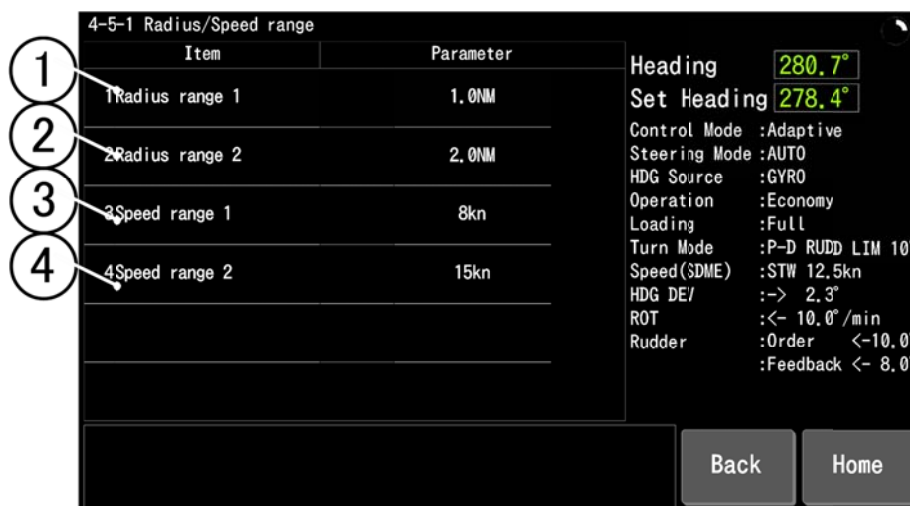 4-5-1 Radius/Speed range
Item Parameter
1 1Radius range 1 1.0NM
2 2Radius range 2 2.0NM
3 3Speed range 1 8kn
4 4Speed range 2 15kn
Heading 280.7°
Set Heading 278.4°
Control Mode :Adaptive
Steering Mode :AUTO
HDG Source :GYRO
Operation :Economy
Loading :Full
Turn Mode :P-D RUDD LIM 10
Speed(SDME) :STW 12.5kn
HDG DEV :-> 2.3°
ROT :<- 10.0°/min
Rudder :Order <-10.0
:Feedback <- 8.0
Back Home